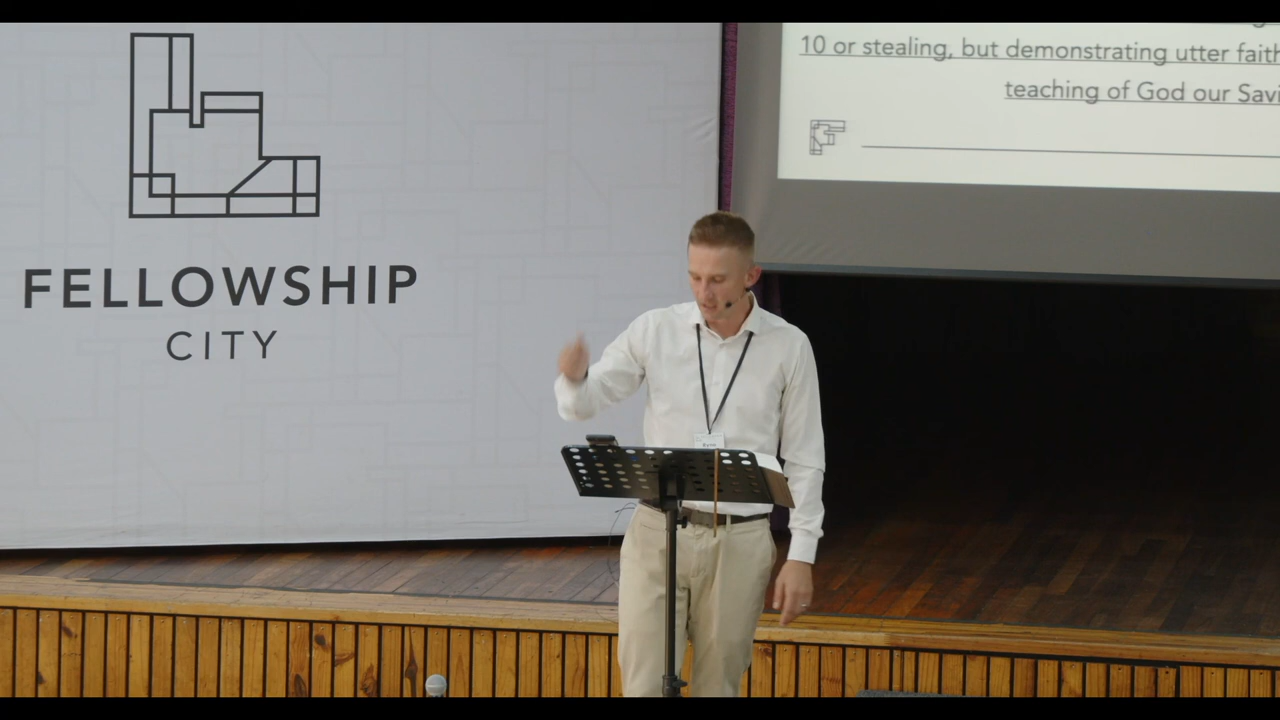 FELLOWSHIP
CITY
10 or stealing, but demonstrating utter faith
teaching of God our Savi